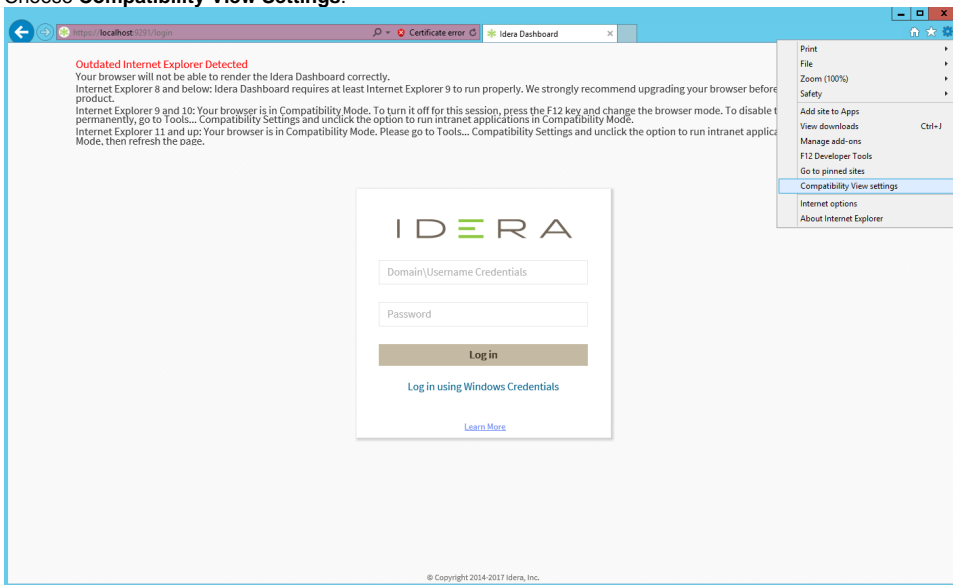 Choose Compatibility View Settings.
https://localhost:9291/login
Certificate error
Idera Dashboard
Outdated Internet Explorer Detected
Your browser will not be able to render the Idera Dashboard correctly.
Internet Explorer 8 and below: Idera Dashboard requires at least Internet Explorer 9 to run properly. We strongly recommend upgrading your browser before
product.
Internet Explorer 9 and 10: Your browser is in Compatibility Mode. To turn it off for this session, press the F12 key and change the browser mode. To disable t
permanently, go to Tools... Compatibility Settings and unclick the option to run intranet applications in Compatibility Mode.
Internet Explorer 11 and up: Your browser is in Compatibility Mode. Please go to Tools... Compatibility Settings and unclick the option to run intranet applica
Mode, then refresh the page.
Print
File
Zoom (100%)
Safety
Add site to Apps
View downloads Ctrl+J
Manage add-ons
F12 Developer Tools
Go to pinned sites
Compatibility View settings
Internet options
About Internet Explorer
IDERA
Domain\Username Credentials
Password
Log in
Log in using Windows Credentials
Learn More
© Copyright 2014-2017 Idera, Inc.